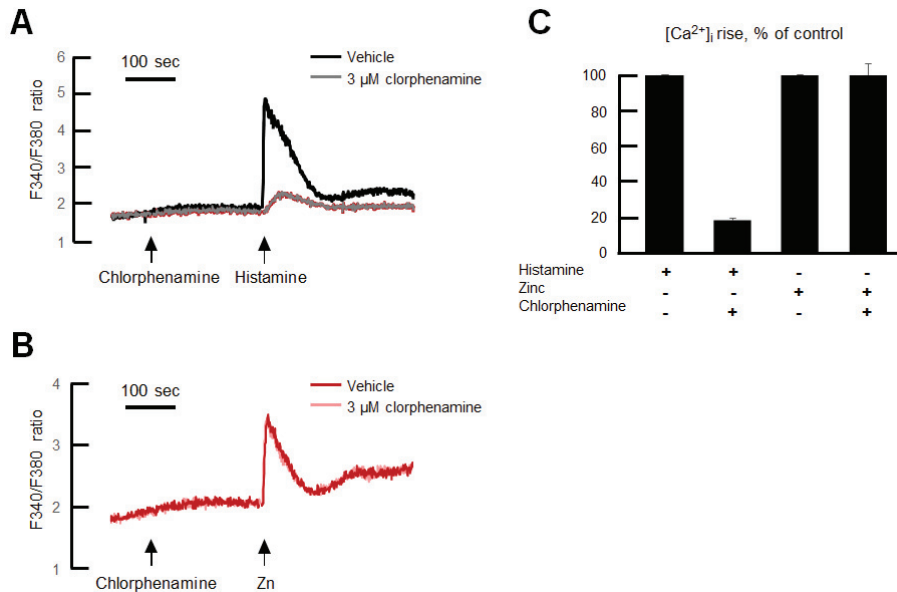 A
100 sec
Vehicle
3 µM clorphenamine
F340/F380 ratio
6
5
4
3
2
1
Chlorphenamine
Histamine
B
100 sec
Vehicle
3 µM clorphenamine
F340/F380 ratio
4
3
2
1
Chlorphenamine
Zn
C
[Ca²⁺]ᵢ rise, % of control
100
80
60
40
20
0
Histamine + + - -
Zinc - - + +
Chlorphenamine - + - +